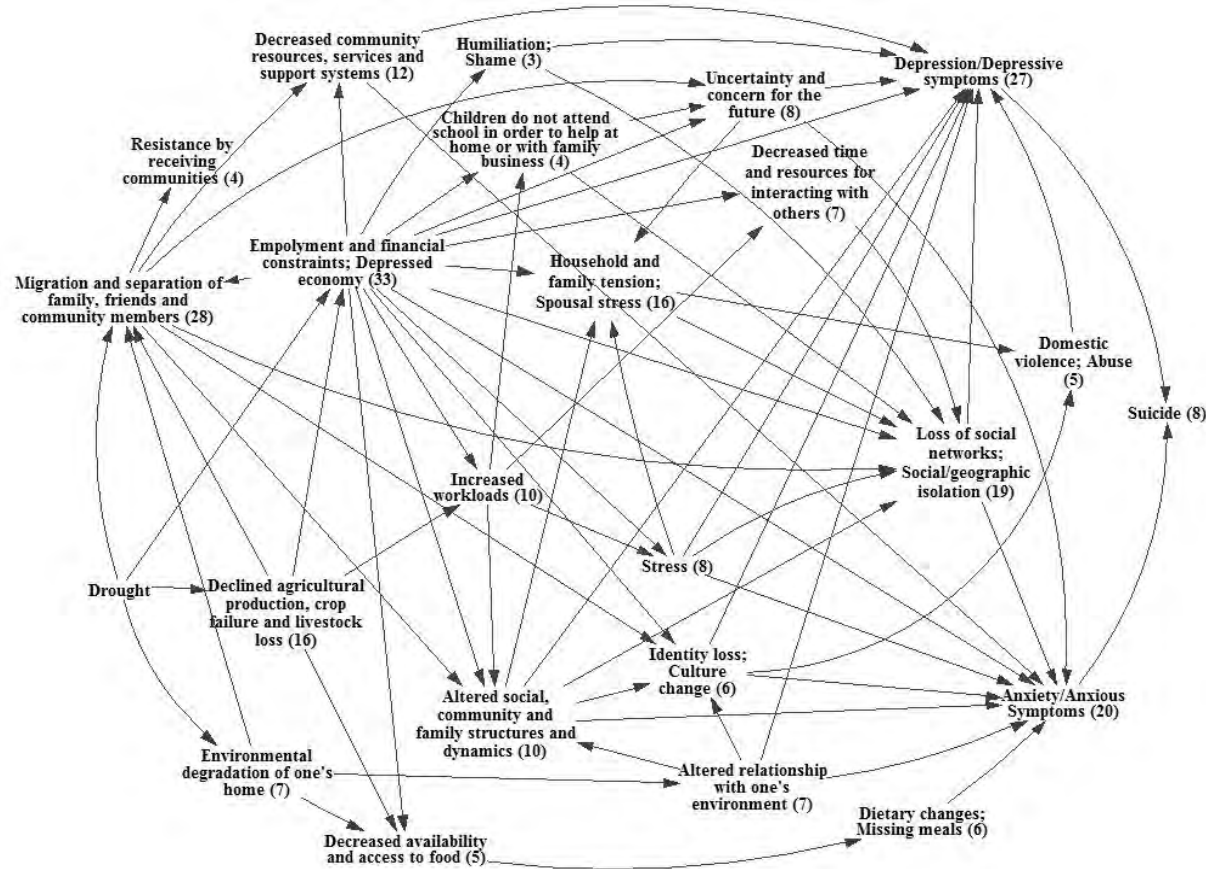 Decreased community
resources, services and
support systems (12)
Humiliation;
Shame (3)
Depression/Depressive
symptoms (27)
Uncertainty and
concern for the
future (8)
Children do not attend
school in order to help at
home or with family
business (4)
Resistance by
receiving
communities (4)
Decreased time
and resources for
interacting with
others (7)
Empolyment and financial
constraints; Depressed
economy (33)
Household and
family tension;
Spousal stress (16)
Migration and separation of
family, friends and
community members (28)
Domestic
violence; Abuse
(5)
Suicide (8)
Loss of social
networks;
Social/geographic
isolation (19)
Increased
workloads (10)
Stress (8)
Drought
Declined agricultural
production, crop
failure and livestock
loss (16)
Identity loss;
Culture
change (6)
Altered social,
community and
family structures and
dynamics (10)
Anxiety/Anxious
Symptoms (20)
Environmental
degradation of one's
home (7)
Altered relationship
with one's
environment (7)
Dietary changes;
Missing meals (6)
Decreased availability
and access to food (5)